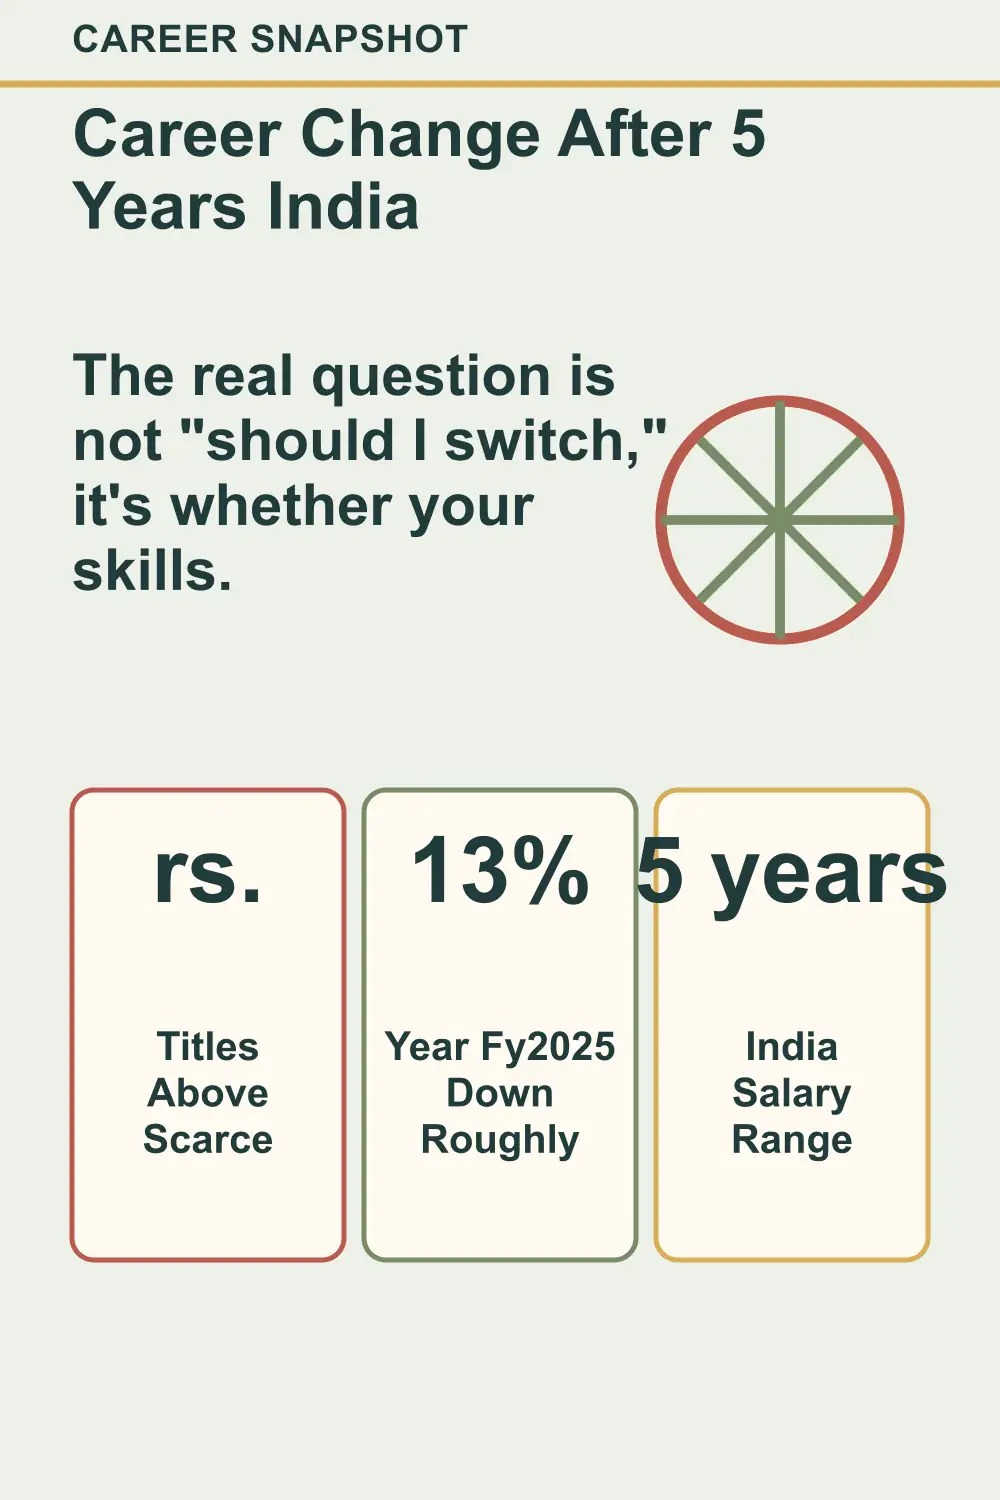 CAREER SNAPSHOT
Career Change After 5
Years India
The real question is
not "should I switch,"
it's whether your
skills.
rs.
Titles
Above
Scarce
13%
Year Fy2025
Down
Roughly
5 years
India
Salary
Range